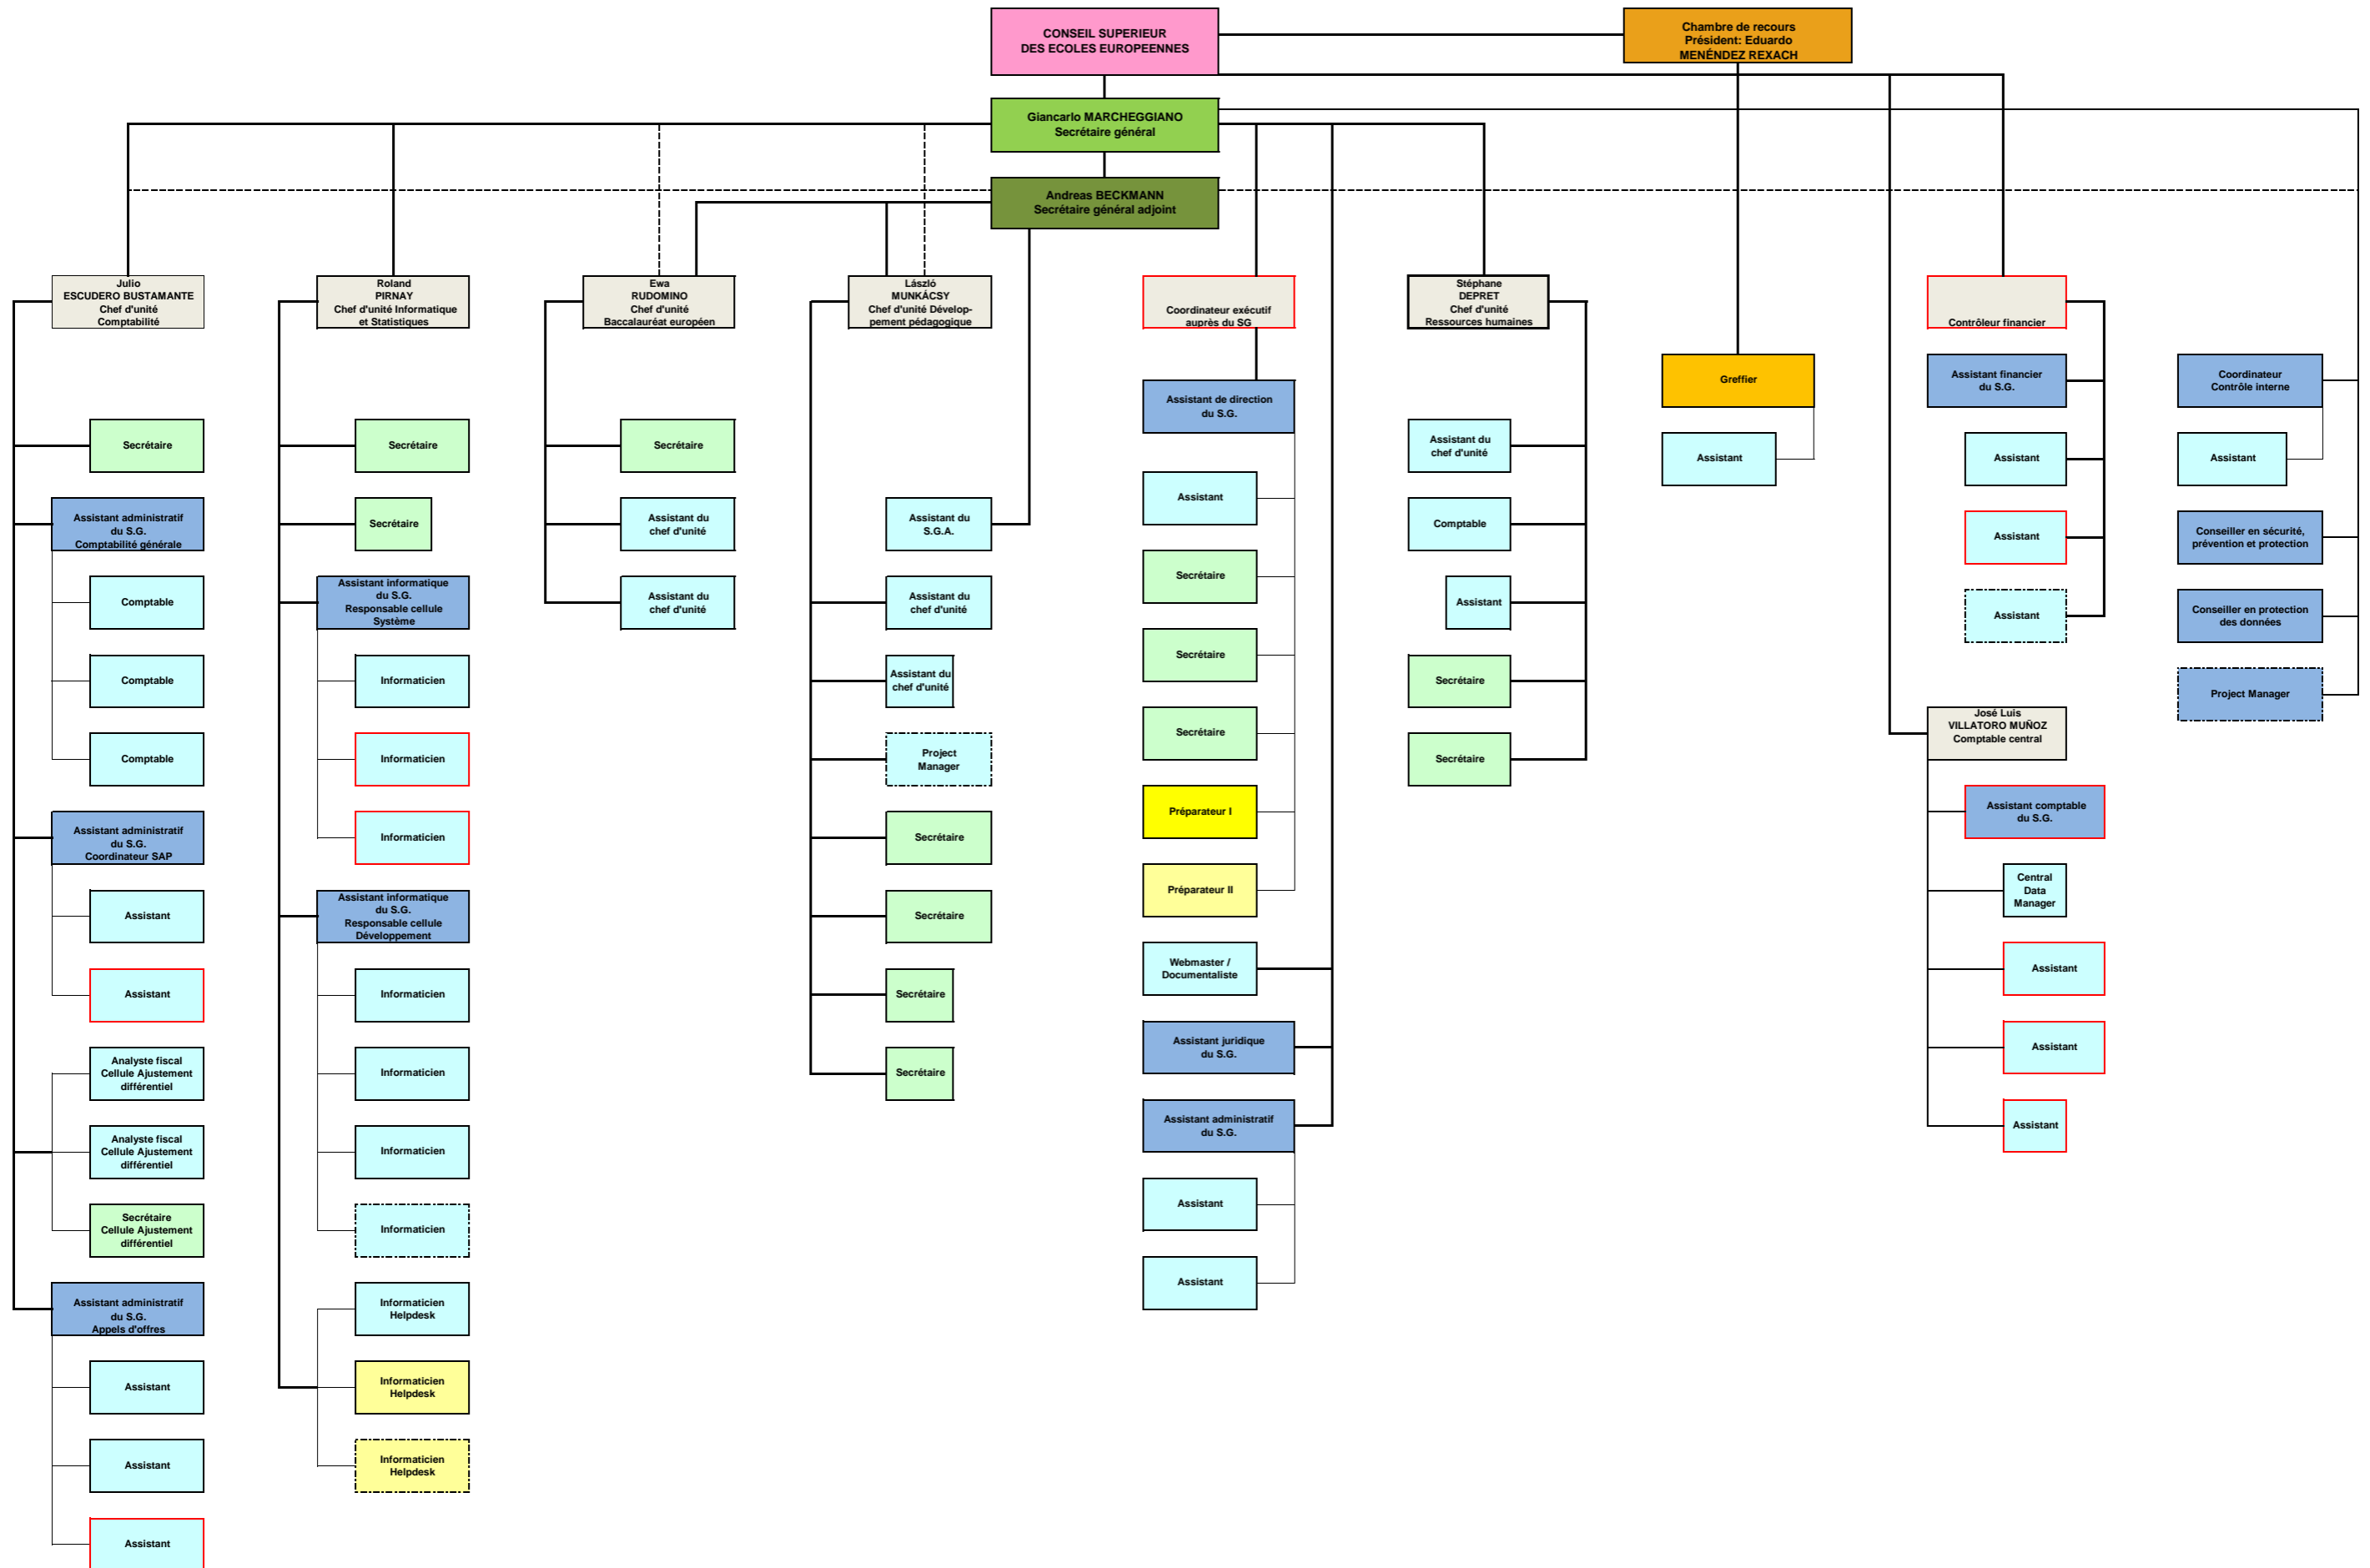 CONSEIL SUPERIEUR
DES ECOLES EUROPEENNES
Chambre de recours
Président: Eduardo
MENÉNDEZ REXACH
Giancarlo MARCHEGGIANO
Secrétaire général
Andreas BECKMANN
Secrétaire général adjoint
Julio
ESCUDERO BUSTAMANTE
Chef d'unité
Comptabilité
Secrétaire
Assistant administratif
du S.G.
Comptabilité générale
Comptable
Comptable
Comptable
Assistant administratif
du S.G.
Coordinateur SAP
Assistant
Assistant
Analyste fiscal
Cellule Ajustement
différentiel
Analyste fiscal
Cellule Ajustement
différentiel
Secrétaire
Cellule Ajustement
différentiel
Assistant administratif
du S.G.
Appels d'offres
Assistant
Assistant
Assistant
Roland
PIRNAY
Chef d'unité Informatique
et Statistiques
Secrétaire
Secrétaire
Assistant informatique
du S.G.
Responsable cellule
Système
Informaticien
Informaticien
Informaticien
Assistant informatique
du S.G.
Responsable cellule
Développement
Informaticien
Informaticien
Informaticien
Informaticien
Informaticien
Helpdesk
Informaticien
Helpdesk
Informaticien
Helpdesk
Ewa
RUDOMINO
Chef d'unité
Baccalauréat européen
Secrétaire
Assistant du
chef d'unité
Assistant du
chef d'unité
László
MUNKÁCSY
Chef d'unité Dévelop-
pement pédagogique
Assistant du
S.G.A.
Assistant du
chef d'unité
Assistant du
chef d'unité
Project
Manager
Secrétaire
Secrétaire
Secrétaire
Secrétaire
Coordinateur exécutif
auprès du SG
Assistant de direction
du S.G.
Assistant
Secrétaire
Secrétaire
Secrétaire
Préparateur I
Préparateur II
Webmaster /
Documentaliste
Assistant juridique
du S.G.
Assistant administratif
du S.G.
Assistant
Assistant
Stéphane
DEPRET
Chef d'unité
Ressources humaines
Assistant du
chef d'unité
Comptable
Assistant
Secrétaire
Secrétaire
Greffier
Assistant
Contrôleur financier
Assistant financier
du S.G.
Assistant
Assistant
Assistant
José Luis
VILLATORO MUÑOZ
Comptable central
Assistant comptable
du S.G.
Central
Data
Manager
Assistant
Assistant
Assistant
Coordinateur
Contrôle interne
Assistant
Conseiller en sécurité,
prévention et protection
Conseiller en protection
des données
Project Manager